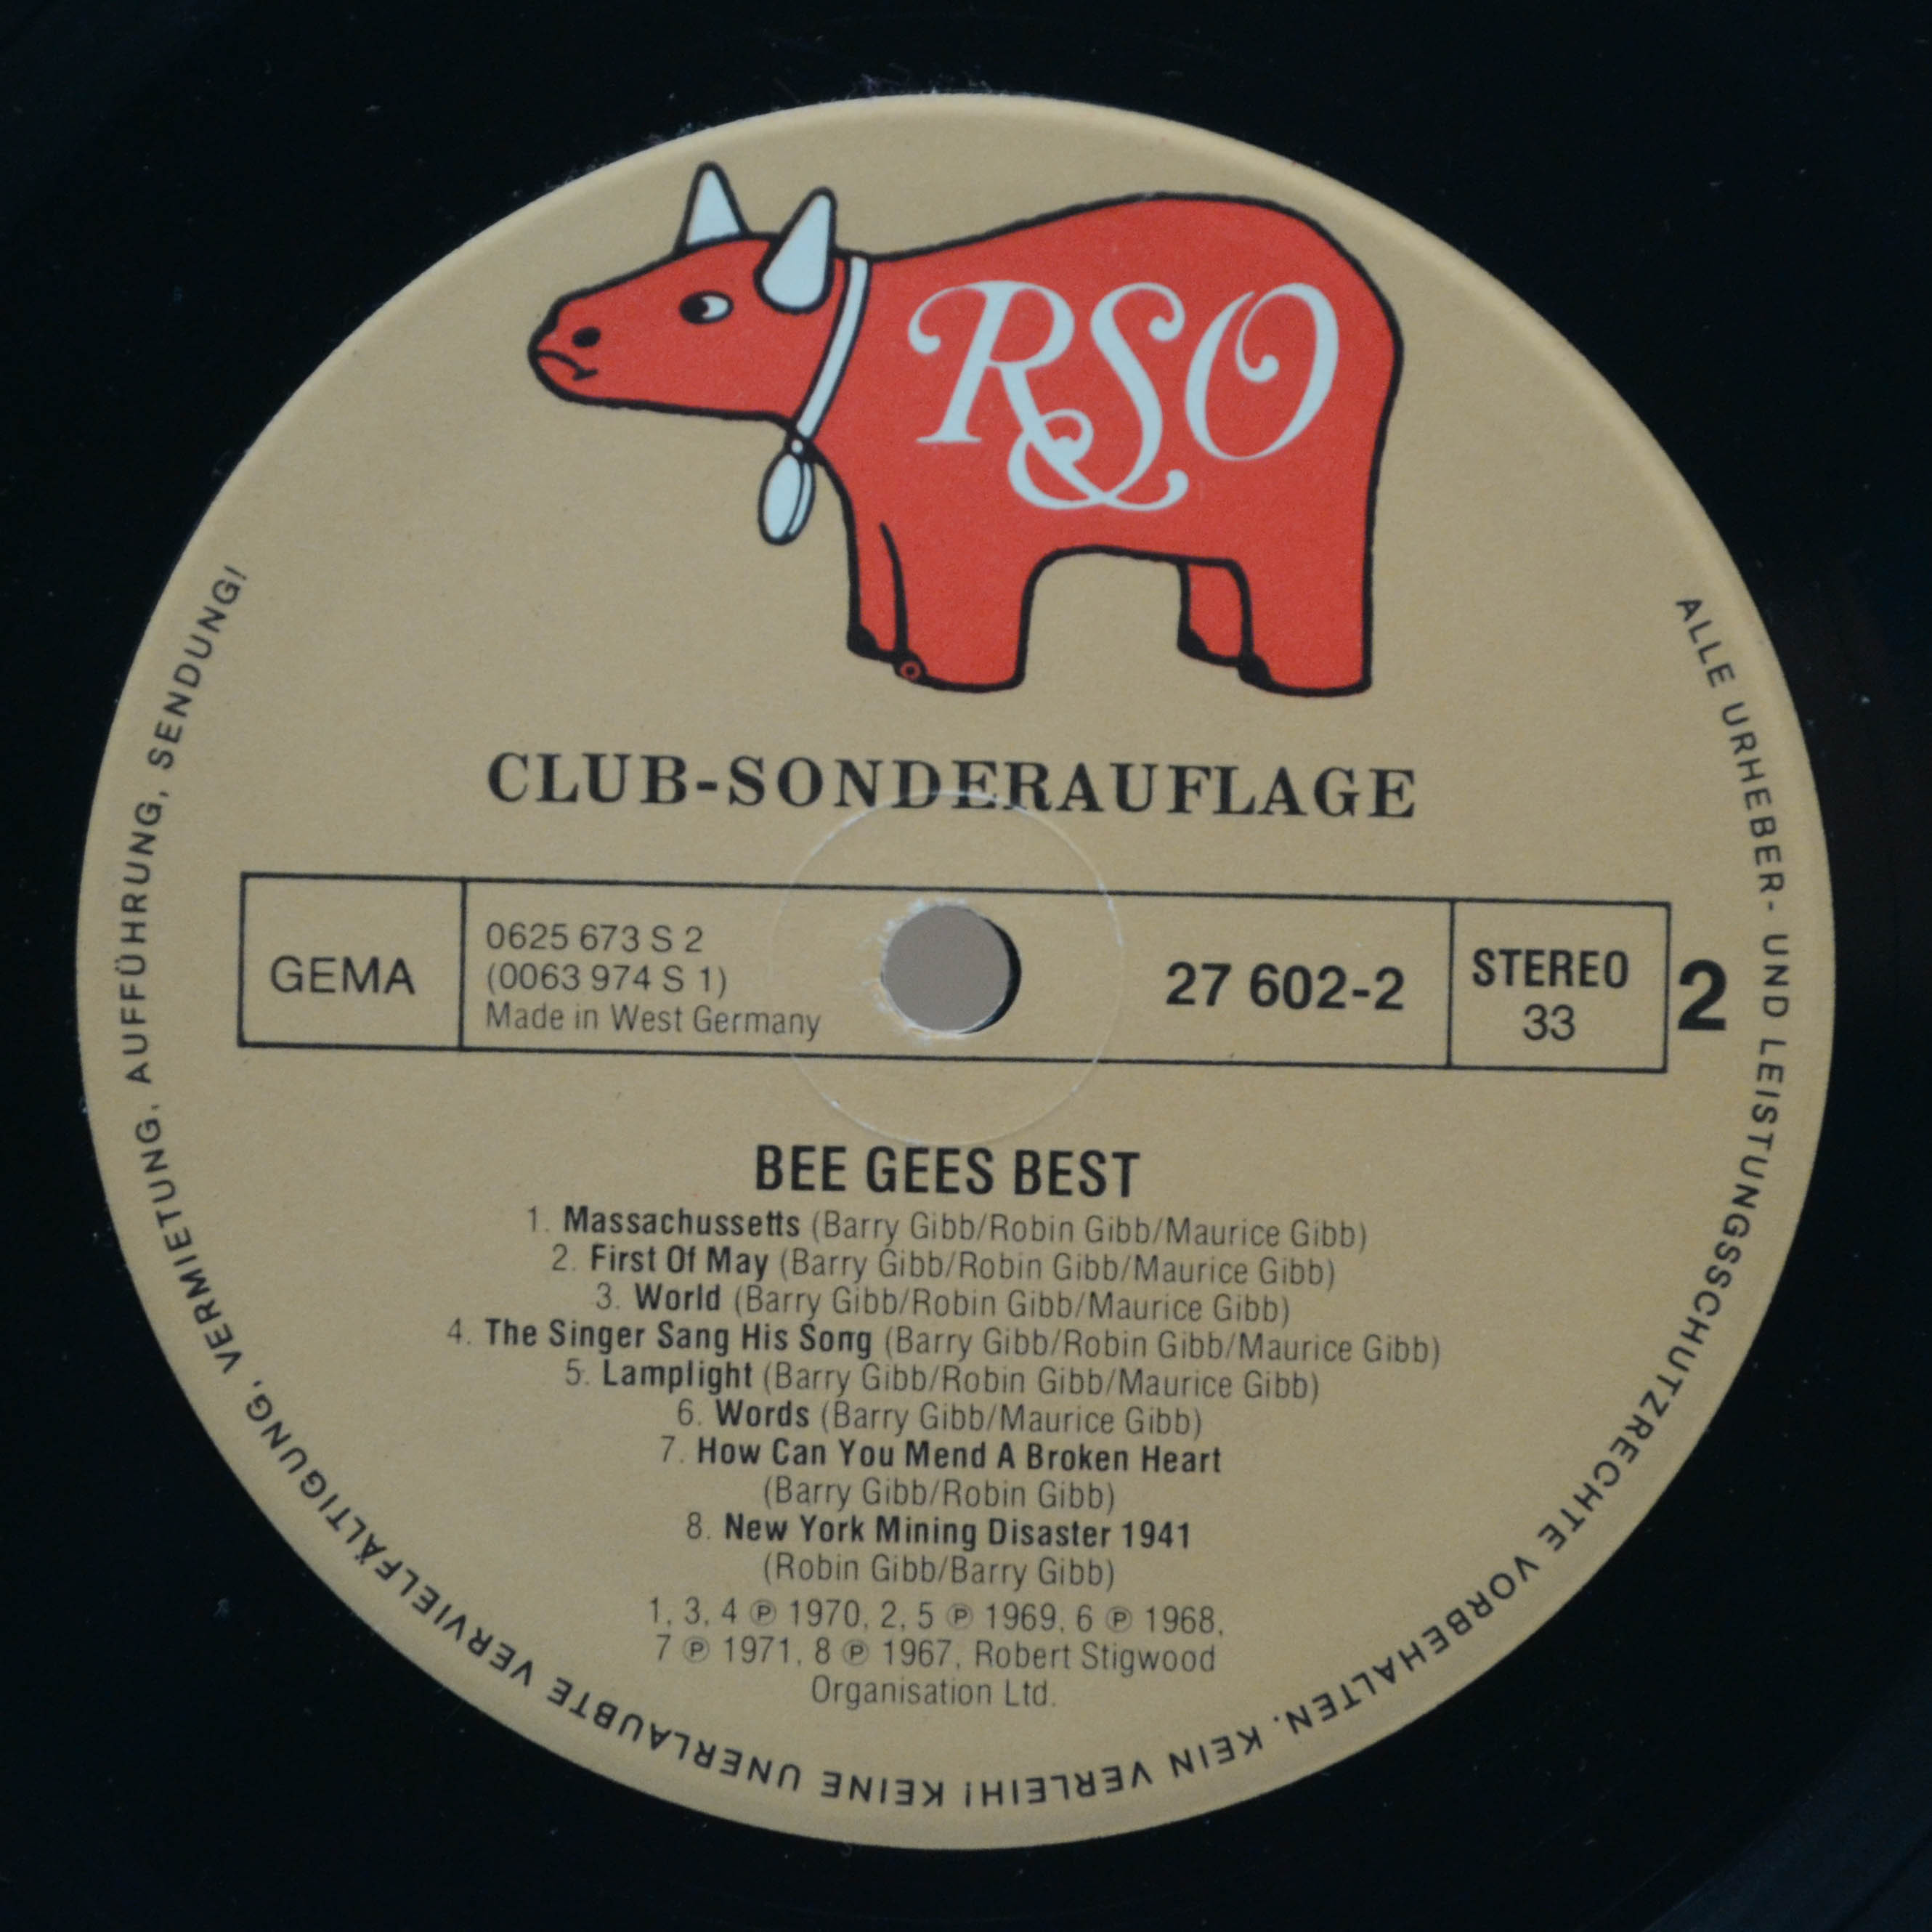 RSO
CLUB-SONDERAUFLAGE
GEMA
0625 673 S 2
(0063 974 S 1)
Made in West Germany
27 602-2
STEREO
33
2
BEE GEES BEST
1. Massachussetts (Barry Gibb/Robin Gibb/Maurice Gibb)
2. First Of May (Barry Gibb/Robin Gibb/Maurice Gibb)
3. World (Barry Gibb/Robin Gibb/Maurice Gibb)
4. The Singer Sang His Song (Barry Gibb/Robin Gibb/Maurice Gibb)
5. Lamplight (Barry Gibb/Robin Gibb/Maurice Gibb)
6. Words (Barry Gibb/Maurice Gibb)
7. How Can You Mend A Broken Heart
(Barry Gibb/Robin Gibb)
8. New York Mining Disaster 1941
(Robin Gibb/Barry Gibb)
1, 3, 4 ℗ 1970, 2, 5 ℗ 1969, 6 ℗ 1968,
7 ℗ 1971, 8 ℗ 1967, Robert Stigwood
Organisation Ltd.
ALLE URHEBER- UND LEISTUNGSSCHUTZRECHTE VORBEHALTEN. KEIN VERLEIH! KEINE UNERLAUBTE VERVIELFÄLTIGUNG, VERMIETUNG, AUFFÜHRUNG, SENDUNG!